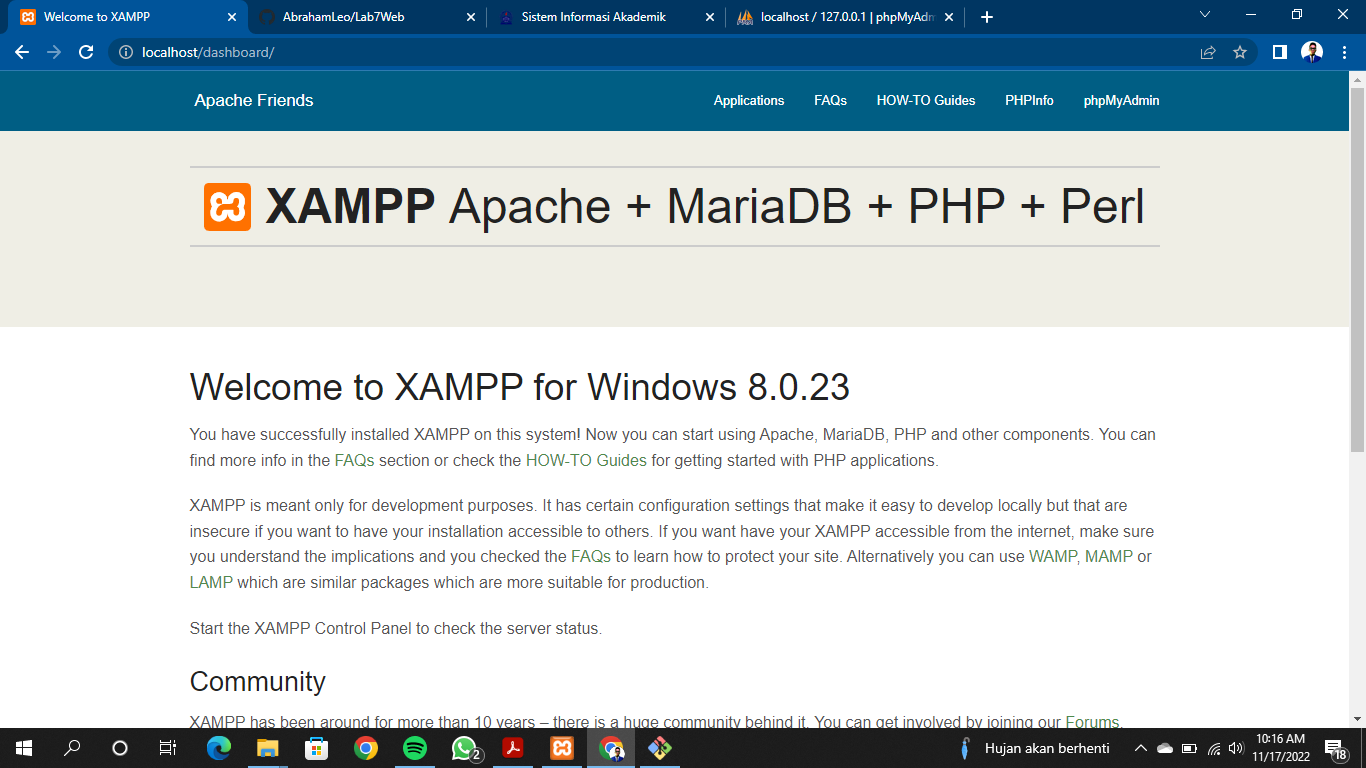 Welcome to XAMPP
AbrahamLeo/Lab7Web
Sistem Informasi Akademik
localhost / 127.0.0.1 | phpMyAdm
localhost/dashboard/
Apache Friends
Applications
FAQs
HOW-TO Guides
PHPInfo
phpMyAdmin
XAMPP Apache + MariaDB + PHP + Perl
Welcome to XAMPP for Windows 8.0.23
You have successfully installed XAMPP on this system! Now you can start using Apache, MariaDB, PHP and other components. You can
find more info in the FAQs section or check the HOW-TO Guides for getting started with PHP applications.
XAMPP is meant only for development purposes. It has certain configuration settings that make it easy to develop locally but that are
insecure if you want to have your installation accessible to others. If you want have your XAMPP accessible from the internet, make sure
you understand the implications and you checked the FAQs to learn how to protect your site. Alternatively you can use WAMP, MAMP or
LAMP which are similar packages which are more suitable for production.
Start the XAMPP Control Panel to check the server status.
Community
XAMPP has been around for more than 10 years – there is a huge community behind it. You can get involved by joining our Forums,
2
Hujan akan berhenti
10:16 AM
11/17/2022
18